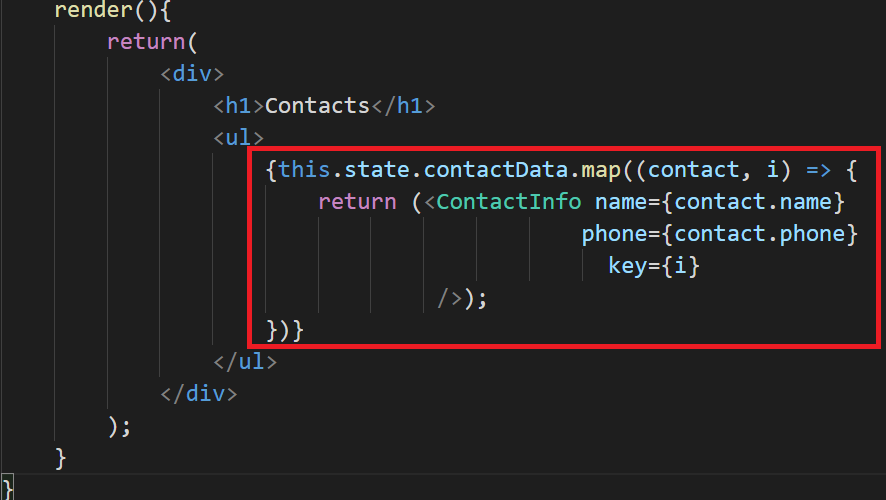 render(){
return(
<div>
<h1>Contacts</h1>
<ul>
{this.state.contactData.map((contact, i) => {
return (<ContactInfo name={contact.name}
phone={contact.phone}
key={i}
/>);
})}
</ul>
</div>
);
}
}